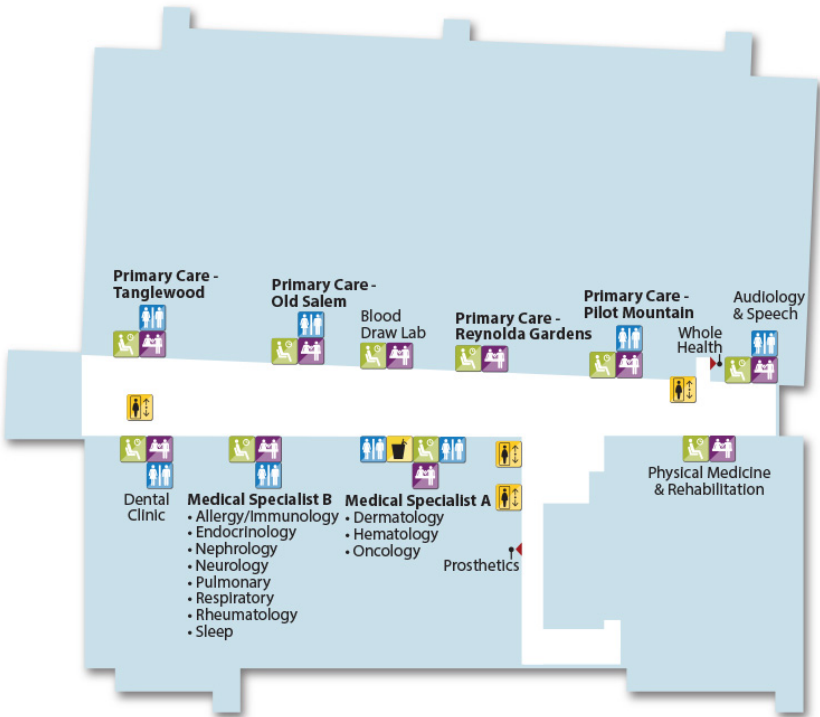 Primary Care -
Tanglewood
Primary Care -
Old Salem
Blood
Draw Lab
Primary Care -
Reynolda Gardens
Primary Care -
Pilot Mountain
Whole
Health
Audiology
& Speech
Dental
Clinic
Medical Specialist B
• Allergy/Immunology
• Endocrinology
• Nephrology
• Neurology
• Pulmonary
• Respiratory
• Rheumatology
• Sleep
Medical Specialist A
• Dermatology
• Hematology
• Oncology
Prosthetics
Physical Medicine
& Rehabilitation